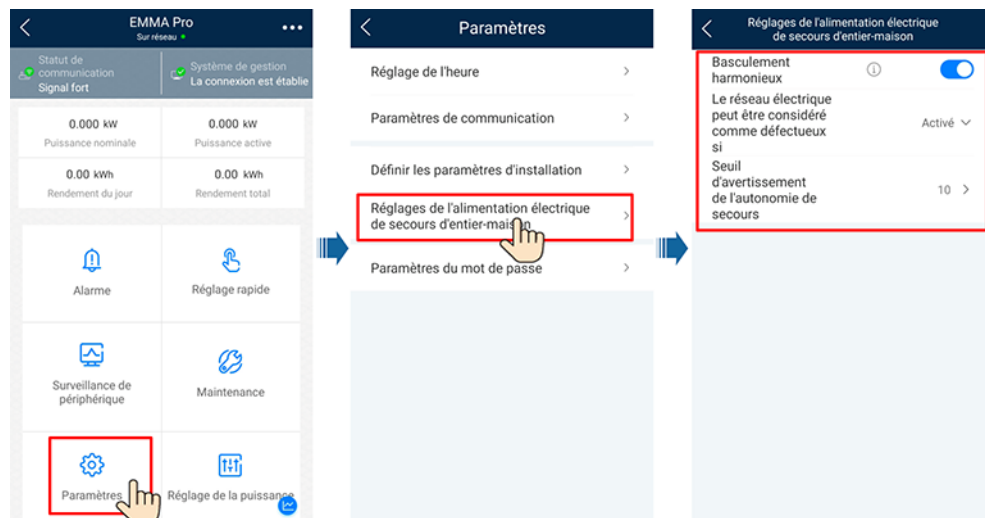 EMMA Pro
Sur réseau
Statut de
communication
Signal fort
Système de gestion
La connexion est établie
0.000 kW
Puissance nominale
0.000 kW
Puissance active
0.00 kWh
Rendement du jour
0.00 kWh
Rendement total
Alarme
Réglage rapide
Surveillance de
périphérique
Maintenance
Paramètres
Réglage de la puissance
Paramètres
Réglage de l'heure
Paramètres de communication
Définir les paramètres d'installation
Réglages de l'alimentation électrique
de secours d'entier-maison
Paramètres du mot de passe
Réglages de l'alimentation électrique
de secours d'entier-maison
Basculement
harmonieux
Le réseau électrique
peut être considéré
comme défectueux
si
Activé
Seuil
d'avertissement
de l'autonomie de
secours
10